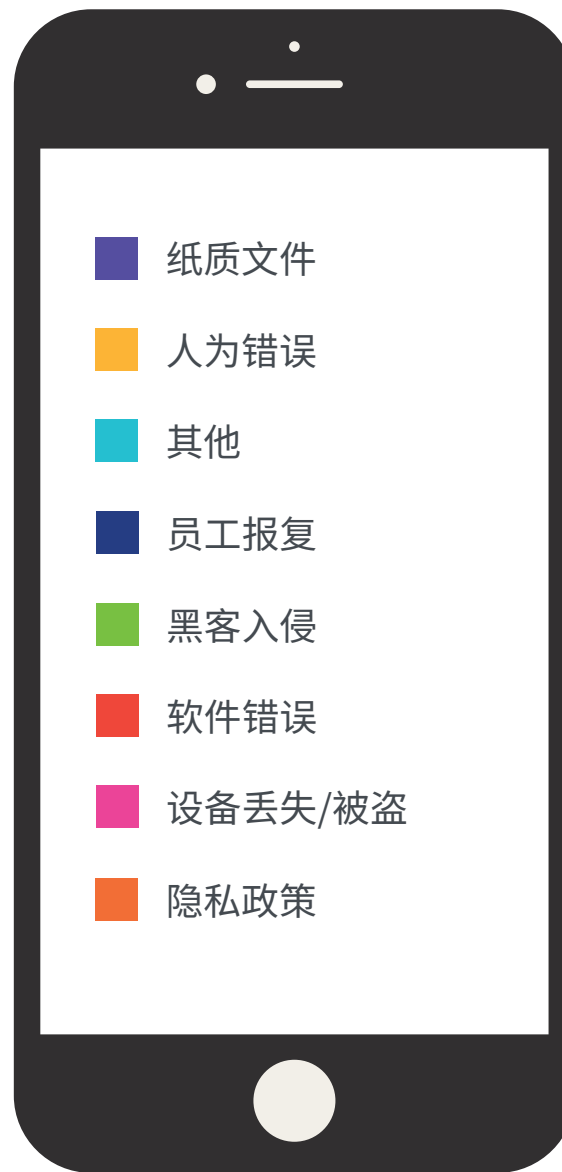 纸质文件
人为错误
其他
员工报复
黑客入侵
软件错误
设备丢失/被盗
隐私政策